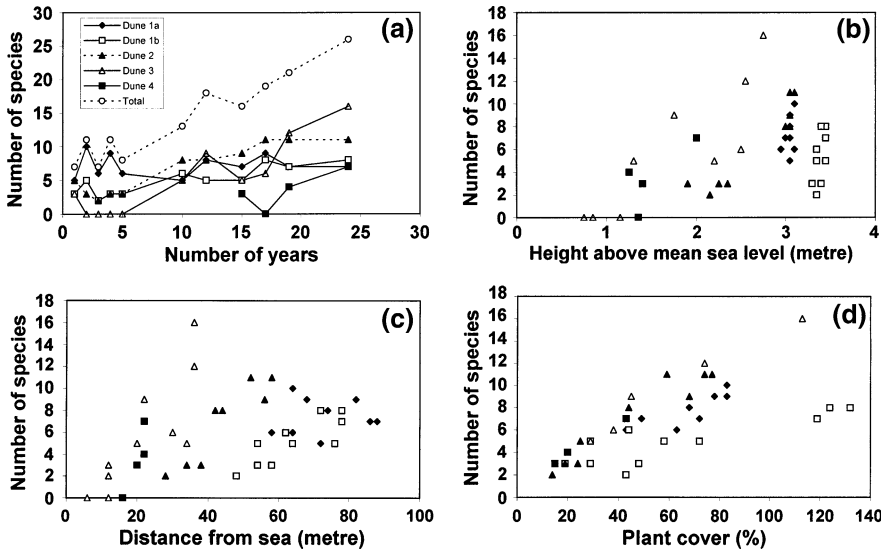 (a)
Dune 1a
Dune 1b
Dune 2
Dune 3
Dune 4
Total
Number of species
30
25
20
15
10
5
0
0 5 10 15 20 25 30
Number of years
(b)
Number of species
18
16
14
12
10
8
6
4
2
0
0 1 2 3 4
Height above mean sea level (metre)
(c)
Number of species
18
16
14
12
10
8
6
4
2
0
0 20 40 60 80 100
Distance from sea (metre)
(d)
Number of species
18
16
14
12
10
8
6
4
2
0
0 20 40 60 80 100 120 140
Plant cover (%)